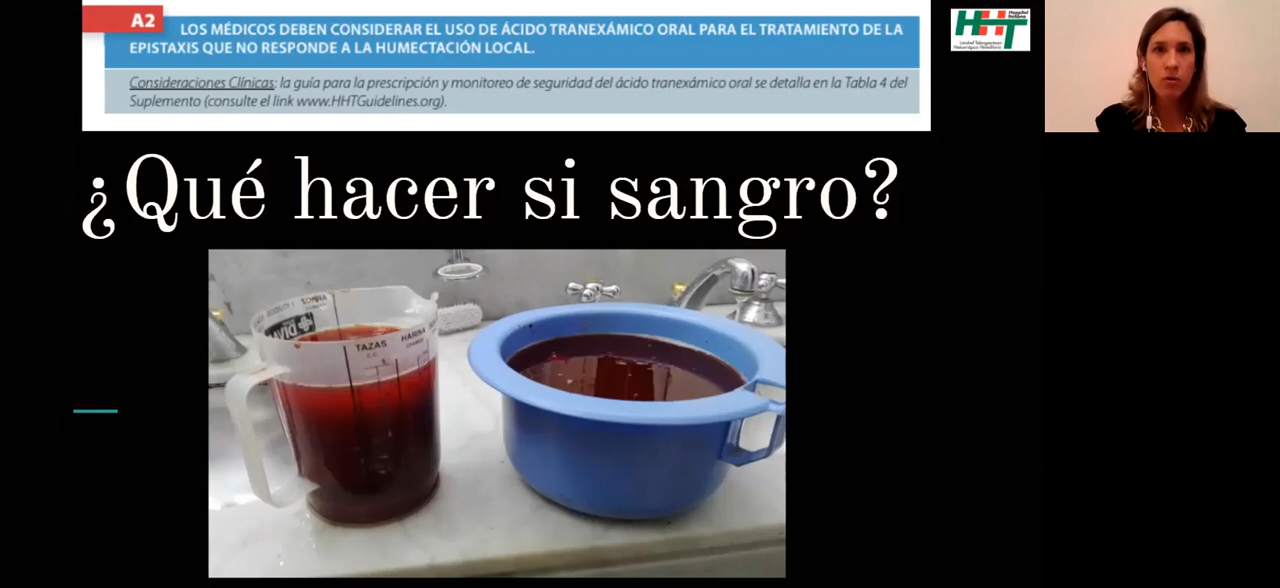 A2
LOS MÉDICOS DEBEN CONSIDERAR EL USO DE ÁCIDO TRANEXÁMICO ORAL PARA EL TRATAMIENTO DE LA
EPISTAXIS QUE NO RESPONDE A LA HUMECTACIÓN LOCAL.
Consideraciones Clínicas: la guía para la prescripción y monitoreo de seguridad del ácido tranexámico oral se detalla en la Tabla 4 del
Suplemento (consulte el link www.HHTGuidelines.org).
HHT
Hospital
Italiano
¿Qué hacer si sangro?
TAZAS
C.C.
HARINA